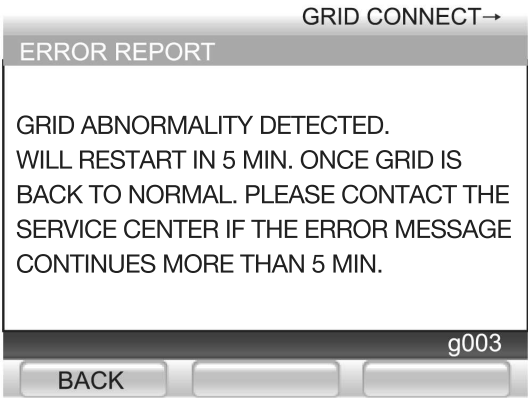 GRID CONNECT→
ERROR REPORT
GRID ABNORMALITY DETECTED.
WILL RESTART IN 5 MIN. ONCE GRID IS
BACK TO NORMAL. PLEASE CONTACT THE
SERVICE CENTER IF THE ERROR MESSAGE
CONTINUES MORE THAN 5 MIN.
g003
BACK